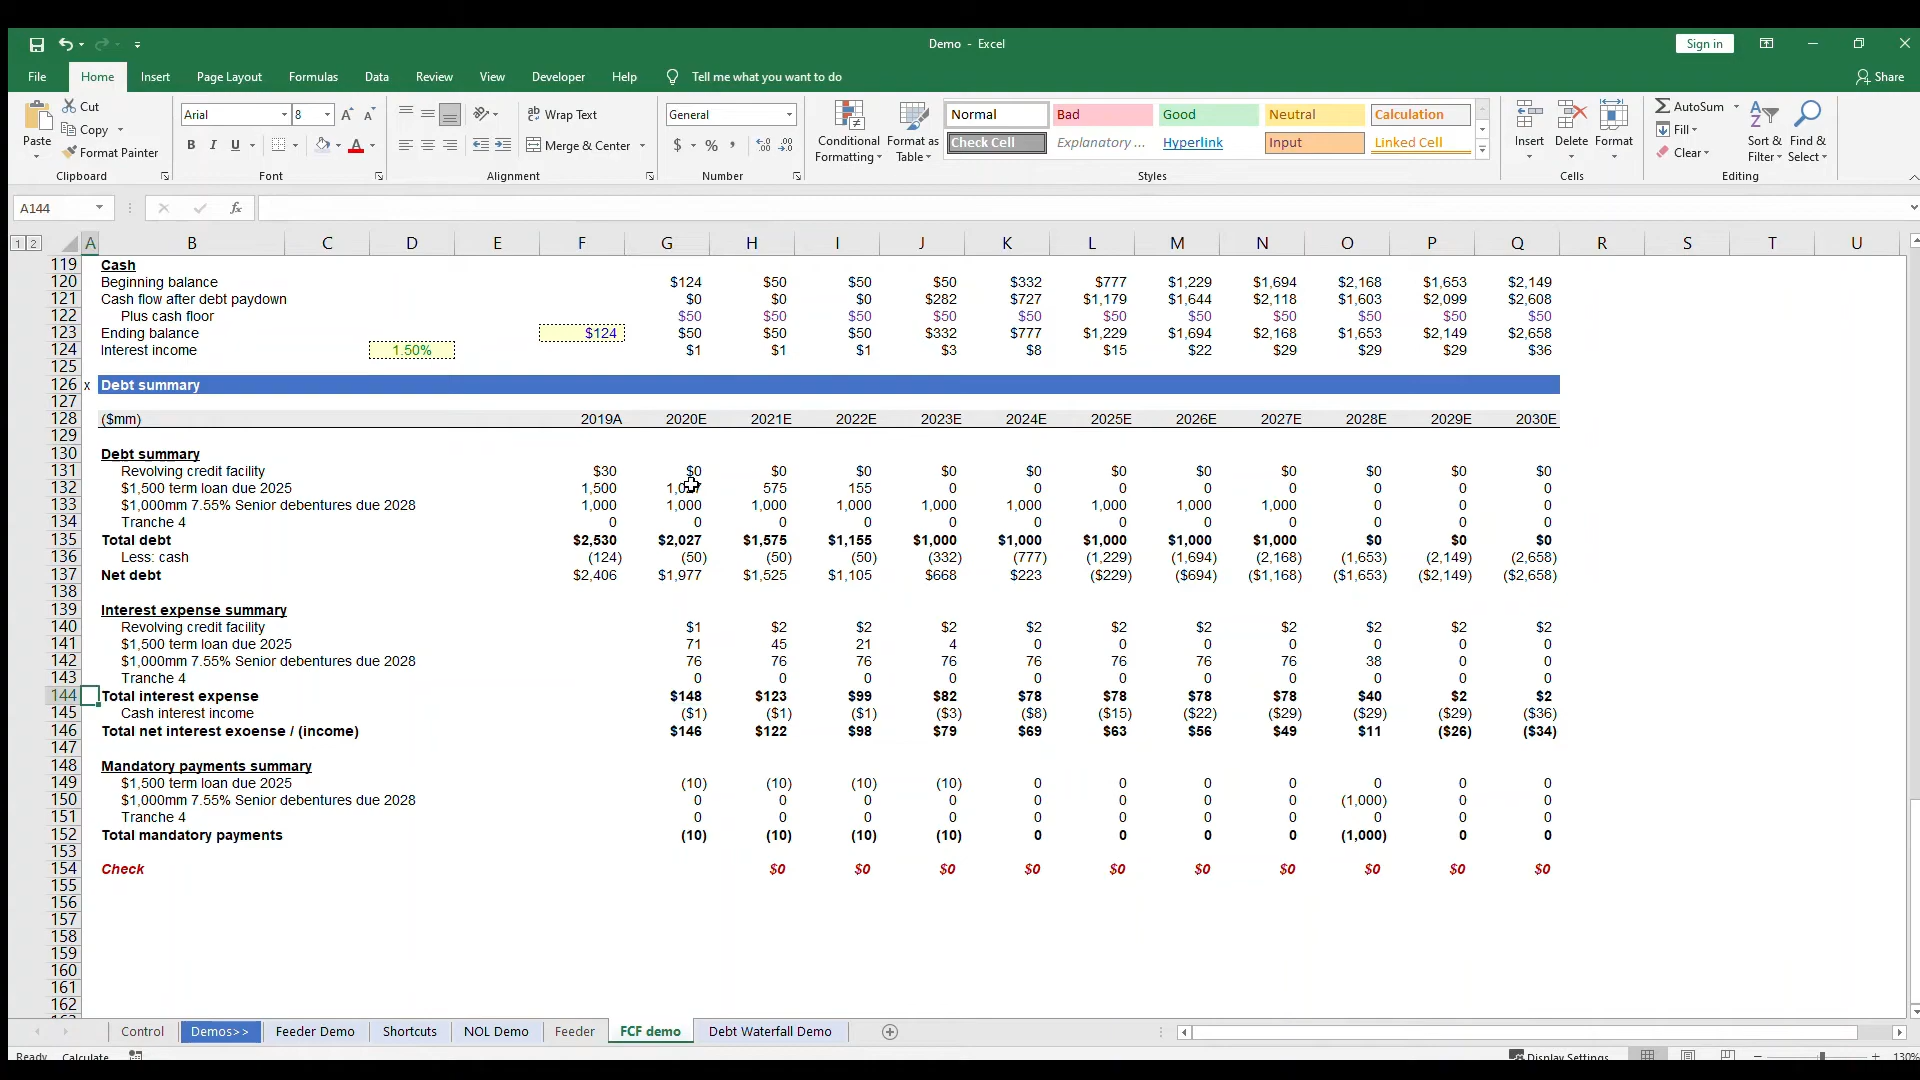 Demo - Excel
Sign in
File Home Insert Page Layout Formulas Data Review View Developer Help Tell me what you want to do Share
Cut
Copy
Format Painter
Paste
Clipboard
Arial 8
B I U
Font
Wrap Text
Merge & Center
Alignment
General
$ % ,
Number
Conditional Formatting
Format as Table
Normal Bad Good Neutral Calculation
Check Cell Explanatory ... Hyperlink Input Linked Cell
Styles
Insert Delete Format
Cells
AutoSum
Fill
Clear
Sort & Filter
Find & Select
Editing
A144 fx
1 2 A B C D E F G H I J K L M N O P Q R S T U
119 Cash
120 Beginning balance $124 $50 $50 $50 $332 $777 $1,229 $1,694 $2,168 $1,653 $2,149
121 Cash flow after debt paydown $0 $0 $0 $282 $727 $1,179 $1,644 $2,118 $1,603 $2,099 $2,608
122 Plus cash floor $50 $50 $50 $50 $50 $50 $50 $50 $50 $50 $50
123 Ending balance $124 $50 $50 $50 $332 $777 $1,229 $1,694 $2,168 $1,653 $2,149 $2,658
124 Interest income 1.50% $1 $1 $1 $3 $8 $15 $22 $29 $29 $29 $36
125
126 x Debt summary
127
128 ($mm) 2019A 2020E 2021E 2022E 2023E 2024E 2025E 2026E 2027E 2028E 2029E 2030E
129
130 Debt summary
131 Revolving credit facility $30 $0 $0 $0 $0 $0 $0 $0 $0 $0 $0 $0
132 $1,500 term loan due 2025 1,500 575 155 0 0 0 0 0 0 0 0
133 $1,000mm 7.55% Senior debentures due 2028 1,000 1,000 1,000 1,000 1,000 1,000 1,000 1,000 1,000 0 0 0
134 Tranche 4 0 0 0 0 0 0 0 0 0 0 0 0
135 Total debt $2,530 $2,027 $1,575 $1,155 $1,000 $1,000 $1,000 $1,000 $1,000 $0 $0 $0
136 Less: cash (124) (50) (50) (50) (332) (777) (1,229) (1,694) (2,168) (1,653) (2,149) (2,658)
137 Net debt $2,406 $1,977 $1,525 $1,105 $668 $223 ($229) ($694) ($1,168) ($1,653) ($2,149) ($2,658)
138
139 Interest expense summary
140 Revolving credit facility $1 $2 $2 $2 $2 $2 $2 $2 $2 $2 $2
141 $1,500 term loan due 2025 71 45 21 4 0 0 0 0 0 0 0
142 $1,000mm 7.55% Senior debentures due 2028 76 76 76 76 76 76 76 76 38 0 0
143 Tranche 4 0 0 0 0 0 0 0 0 0 0 0
144 Total interest expense $148 $123 $99 $82 $78 $78 $78 $78 $40 $2 $2
145 Cash interest income ($1) ($1) ($1) ($3) ($8) ($15) ($22) ($29) ($29) ($29) ($36)
146 Total net interest exoense / (income) $146 $122 $98 $79 $69 $63 $56 $49 $11 ($26) ($34)
147
148 Mandatory payments summary
149 $1,500 term loan due 2025 (10) (10) (10) (10) 0 0 0 0 0 0 0
150 $1,000mm 7.55% Senior debentures due 2028 0 0 0 0 0 0 0 0 (1,000) 0 0
151 Tranche 4 0 0 0 0 0 0 0 0 0 0 0
152 Total mandatory payments (10) (10) (10) (10) 0 0 0 0 (1,000) 0 0
153
154 Check $0 $0 $0 $0 $0 $0 $0 $0 $0 $0
155
156
157
158
159
160
161
162
Control Demos>> Feeder Demo Shortcuts NOL Demo Feeder FCF demo Debt Waterfall Demo
Ready Calculate Display Settings 130%